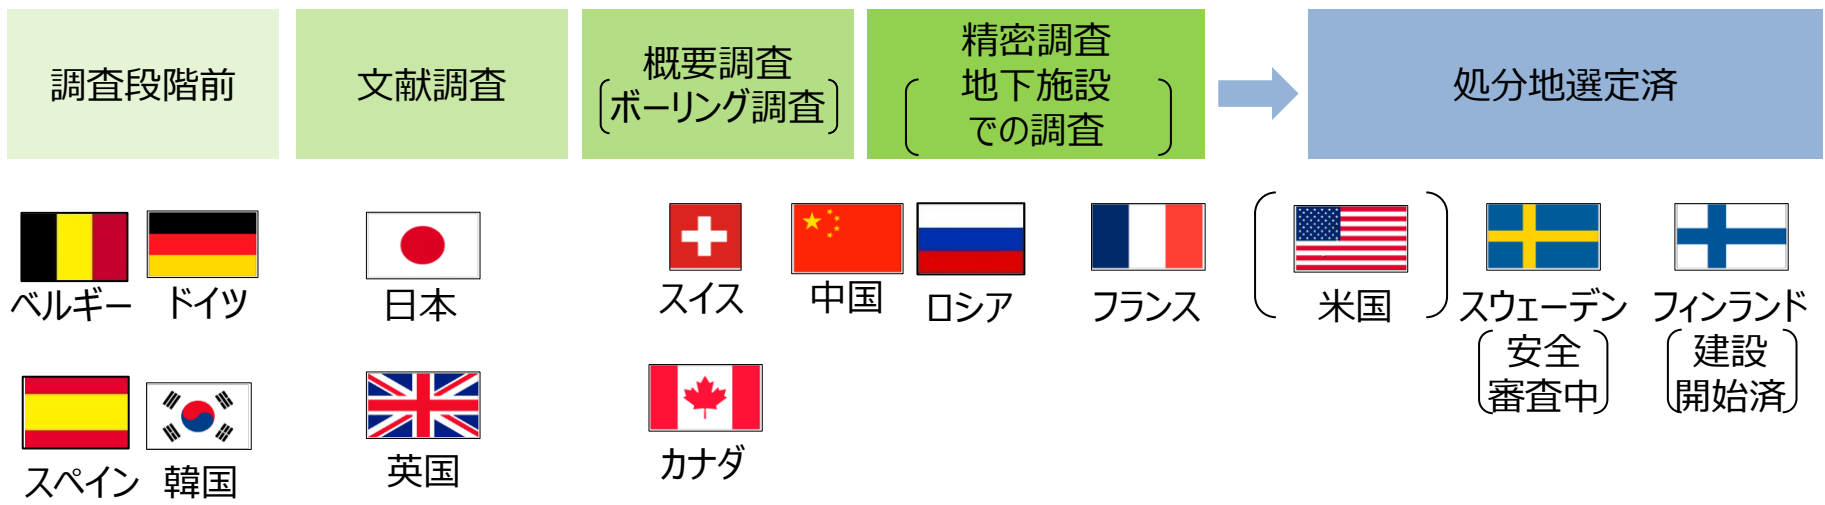 調査段階前
文献調査
概要調査
ボーリング調査
精密調査
地下施設
での調査
処分地選定済
ベルギー
ドイツ
日本
スイス
中国
ロシア
フランス
米国
スウェーデン
安全
審査中
フィンランド
建設
開始済
スペイン
韓国
英国
カナダ